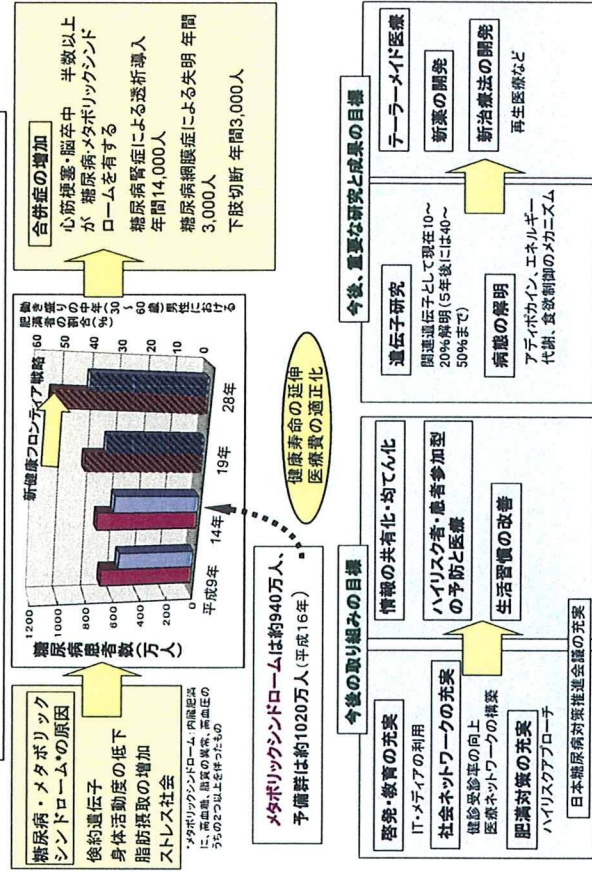 糖尿病・メタボリック
シンドローム*の原因
倹約遺伝子
身体活動度の低下
脂肪摂取の増加
ストレス社会
*メタボリックシンドローム:内臓肥満
に、高血糖、脂質の異常、高血圧の
うちの2つ以上を伴ったもの
糖尿病患者数(万人)
1200
1000
800
600
400
200
0
平成9年
14年
19年
28年
新健康フロンティア戦略
60
50
40
30
20
10
0
働き盛りの中年(30~60歳)男性における
肥満者の割合(%)
合併症の増加
心筋梗塞・脳卒中 半数以上
が 糖尿病・メタボリックシンド
ロームを有する
糖尿病腎症による透析導入
年間14,000人
糖尿病網膜症による失明 年間
3,000人
下肢切断 年間3,000人
メタボリックシンドロームは約940万人、
予備群は約1020万人(平成16年)
健康寿命の延伸
医療費の適正化
今後の取り組みの目標
啓発・教育の充実
IT・メディアの利用
社会ネットワークの充実
健診受診率の向上
医療ネットワークの構築
肥満対策の充実
ハイリスクアプローチ
日本糖尿病対策推進会議の充実
情報の共有化・均てん化
ハイリスク者・患者参加型
の予防と医療
生活習慣の改善
今後、重要な研究と成果の目標
遺伝子研究
関連遺伝子として現在10~
20%解明(5年後には40~
50%まで)
病態の解明
アディポカイン、エネルギー
代謝、食欲制御のメカニズム
テーラーメイド医療
新薬の開発
新治療法の開発
再生医療など